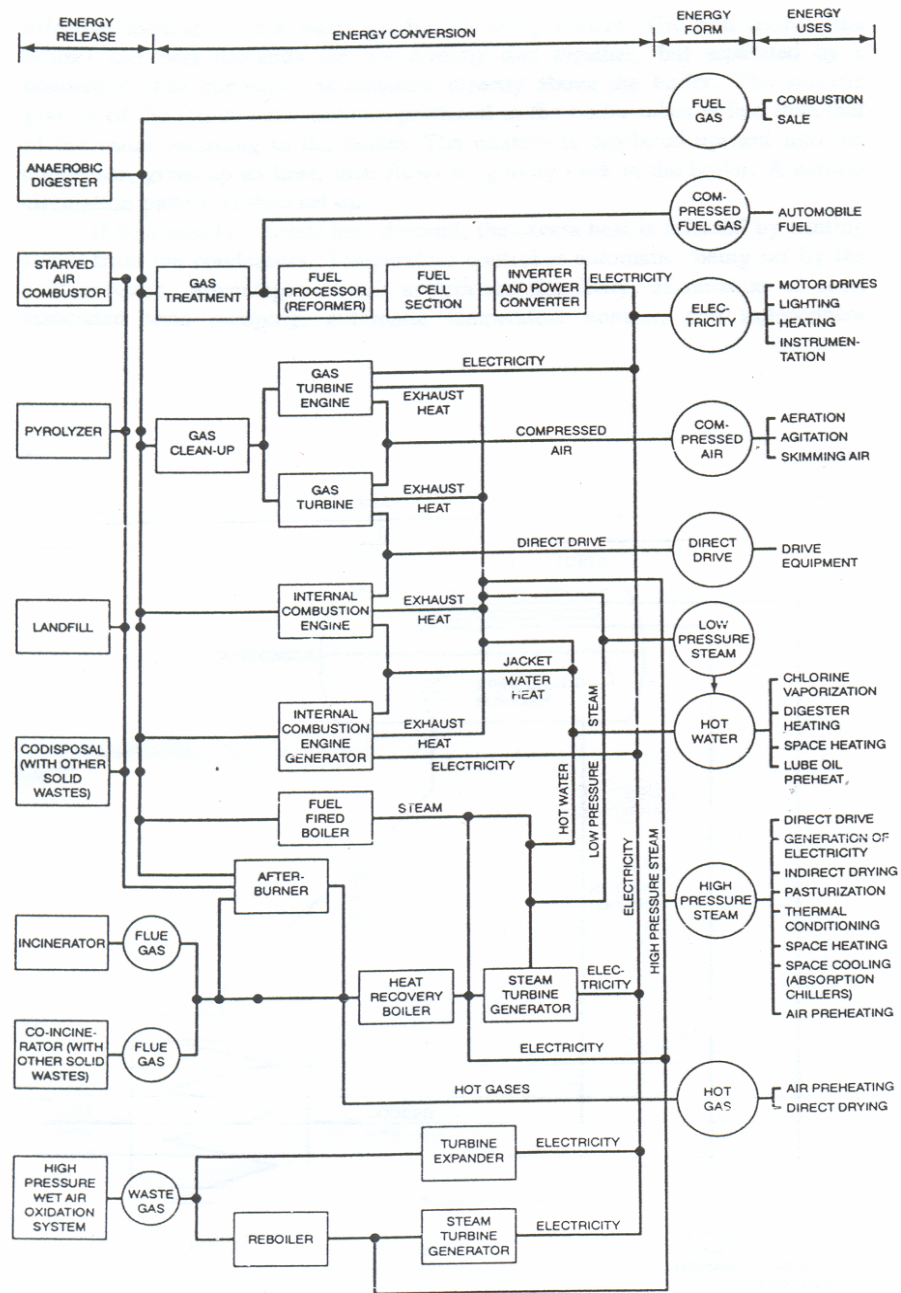 ENERGY
RELEASE
ENERGY CONVERSION
ENERGY
FORM
ENERGY
USES
FUEL
GAS
COMBUSTION
SALE
ANAEROBIC
DIGESTER
COM-
PRESSED
FUEL GAS
AUTOMOBILE
FUEL
STARVED AIR
COMBUSTOR
GAS
TREATMENT
FUEL
PROCESSOR
(REFORMER)
FUEL
CELL
SECTION
INVERTER
AND POWER
CONVERTER
ELECTRICITY
ELEC-
TRICITY
MOTOR DRIVES
LIGHTING
HEATING
INSTRUMEN-
TATION
PYROLYZER
GAS
CLEAN-UP
GAS
TURBINE
ENGINE
ELECTRICITY
EXHAUST
HEAT
COMPRESSED
AIR
COM-
PRESSED
AIR
AERATION
AGITATION
SKIMMING AIR
GAS
TURBINE
EXHAUST
HEAT
DIRECT DRIVE
DIRECT
DRIVE
DRIVE
EQUIPMENT
LANDFILL
INTERNAL
COMBUSTION
ENGINE
EXHAUST
HEAT
LOW
PRESSURE
STEAM
JACKET
WATER
HEAT
HOT
WATER
CHLORINE
VAPORIZATION
DIGESTER
HEATING
SPACE HEATING
LUBE OIL
PREHEAT
INTERNAL
COMBUSTION
ENGINE
GENERATOR
EXHAUST
HEAT
ELECTRICITY
CODISPOSAL
(WITH OTHER
SOLID
WASTES)
FUEL
FIRED
BOILER
STEAM
HOT WATER
LOW PRESSURE STEAM
ELECTRICITY
HIGH PRESSURE STEAM
AFTER-
BURNER
HIGH
PRESSURE
STEAM
DIRECT DRIVE
GENERATION OF
ELECTRICITY
INDIRECT DRYING
PASTURIZATION
THERMAL
CONDITIONING
SPACE HEATING
SPACE COOLING
(ABSORPTION
CHILLERS)
AIR PREHEATING
INCINERATOR
FLUE
GAS
HEAT
RECOVERY
BOILER
STEAM
TURBINE
GENERATOR
ELEC-
TRICITY
CO-INCINE-
RATOR (WITH
OTHER SOLID
WASTES)
FLUE
GAS
ELECTRICITY
HOT GASES
HOT
GAS
AIR PREHEATING
DIRECT DRYING
HIGH
PRESSURE
WET AIR
OXIDATION
SYSTEM
WASTE
GAS
TURBINE
EXPANDER
ELECTRICITY
REBOILER
STEAM
TURBINE
GENERATOR
ELECTRICITY